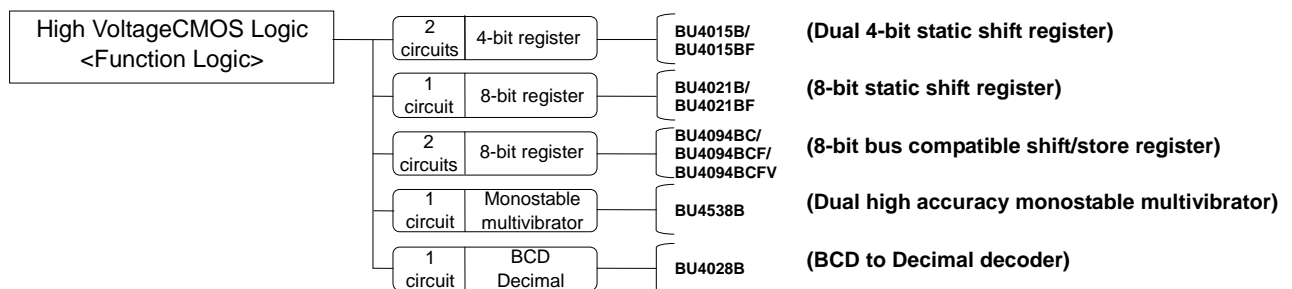 High VoltageCMOS Logic
<Function Logic>
2
circuits
4-bit register
BU4015B/
BU4015BF
(Dual 4-bit static shift register)
1
circuit
8-bit register
BU4021B/
BU4021BF
(8-bit static shift register)
2
circuits
8-bit register
BU4094BC/
BU4094BCF/
BU4094BCFV
(8-bit bus compatible shift/store register)
1
circuit
Monostable
multivibrator
BU4538B
(Dual high accuracy monostable multivibrator)
1
circuit
BCD
Decimal
BU4028B
(BCD to Decimal decoder)